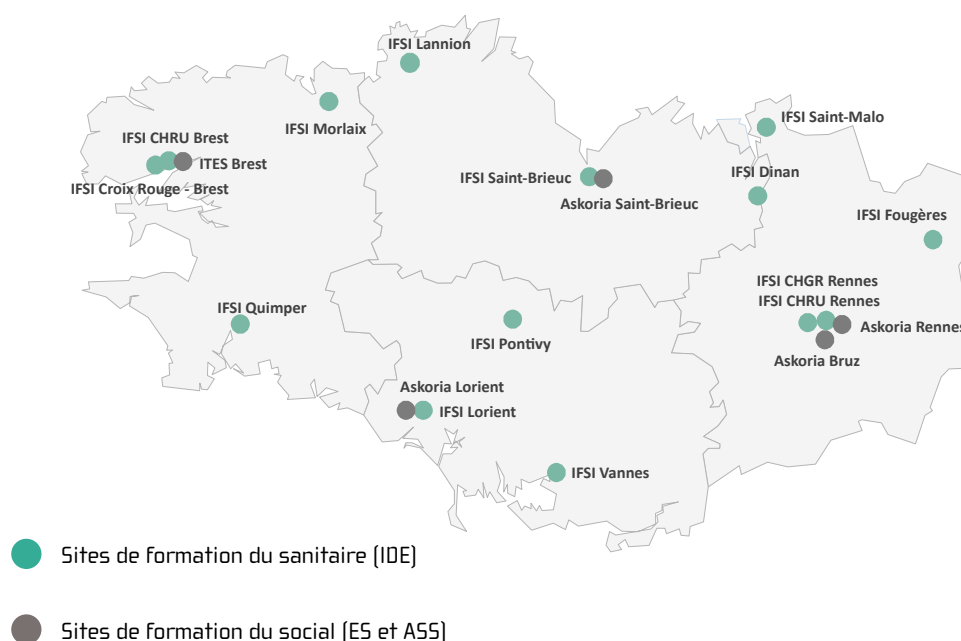 IFSI Lannion
IFSI Morlaix
IFSI Saint-Malo
IFSI CHRU Brest
ITES Brest
IFSI Croix Rouge - Brest
IFSI Saint-Brieuc
Askoria Saint-Brieuc
IFSI Dinan
IFSI Fougères
IFSI CHGR Rennes
IFSI CHRU Rennes
Askoria Rennes
Askoria Bruz
IFSI Quimper
IFSI Pontivy
Askoria Lorient
IFSI Lorient
IFSI Vannes
Sites de formation du sanitaire (IDE)
Sites de formation du social (ES et ASS)